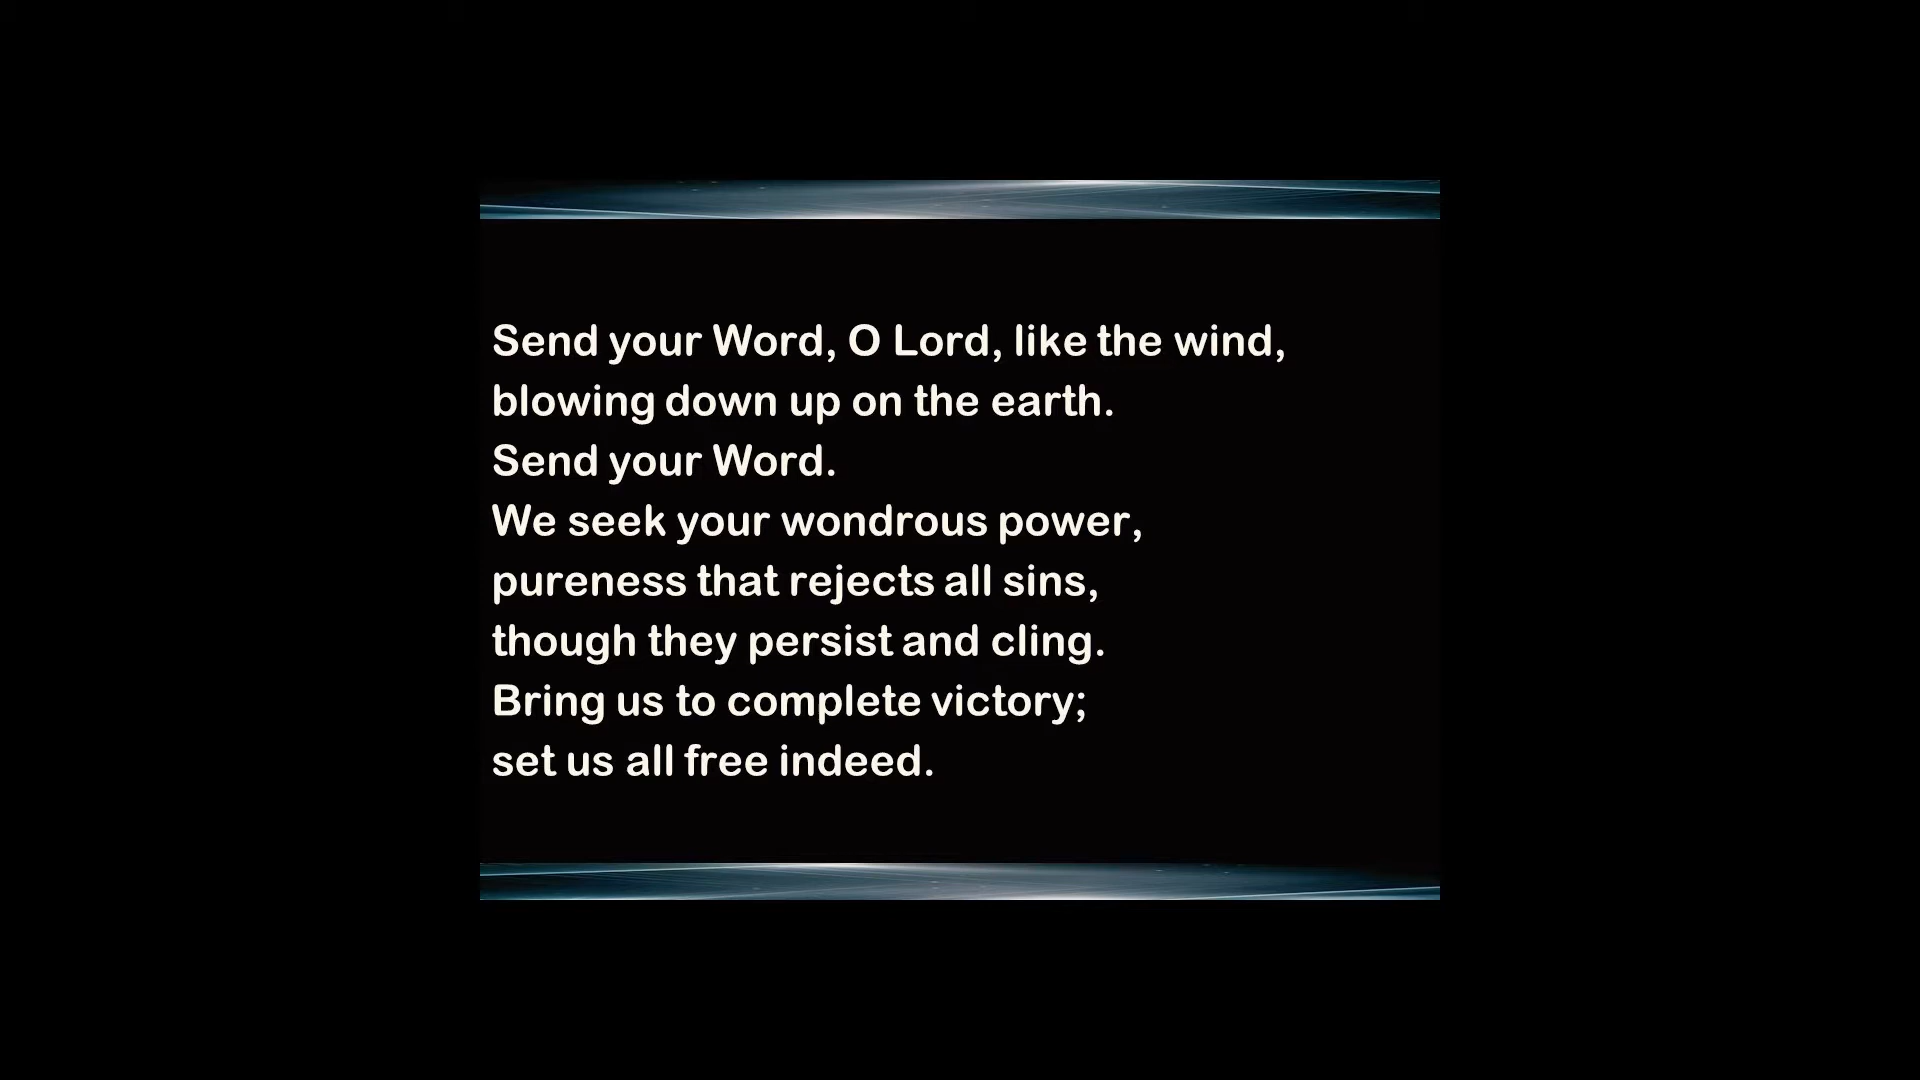 Send your Word, O Lord, like the wind,
blowing down up on the earth.
Send your Word.
We seek your wondrous power,
pureness that rejects all sins,
though they persist and cling.
Bring us to complete victory;
set us all free indeed.